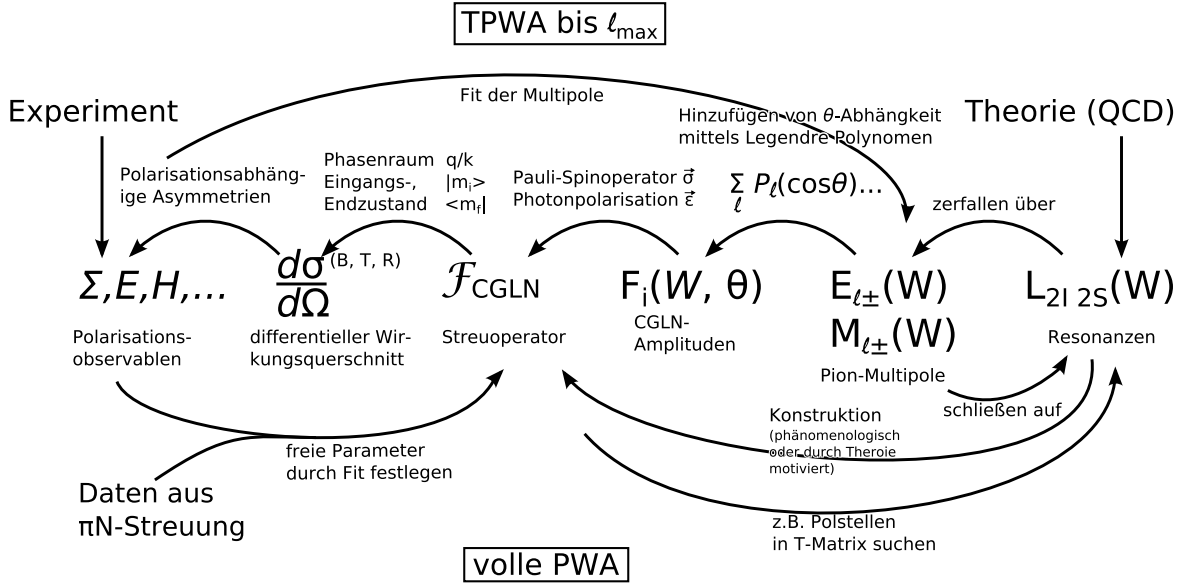 TPWA bis ℓmax
Fit der Multipole
Experiment
Hinzufügen von θ-Abhängigkeit
mittels Legendre-Polynomen
Theorie (QCD)
Polarisationsabhäng-
ige Asymmetrien
Phasenraum q/k
Eingangs-, |mi>
Endzustand <mf|
Pauli-Spinoperator σ⃗
Photonpolarisation ε⃗
∑ℓ Pℓ(cosθ)...
zerfallen über
Σ,E,H,...
dσ/dΩ (B, T, R)
ℱCGLN
Fi(W, θ)
Eℓ±(W)
Mℓ±(W)
L2I 2S(W)
Polarisations-
observablen
differentieller Wir-
kungsquerschnitt
Streuoperator
CGLN-
Amplituden
Pion-Multipole
Resonanzen
schließen auf
Konstruktion
(phänomenologisch
oder durch Theroie
motiviert)
freie Parameter
durch Fit festlegen
Daten aus
πN-Streuung
z.B. Polstellen
in T-Matrix suchen
volle PWA